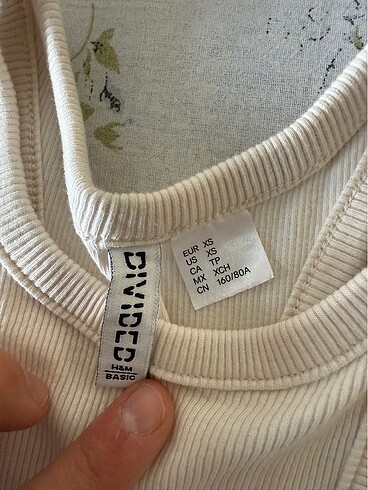 DIVIDED
H&M
BASIC
EUR XS
US XS
CA TP
MX XCH
CN 160/80A